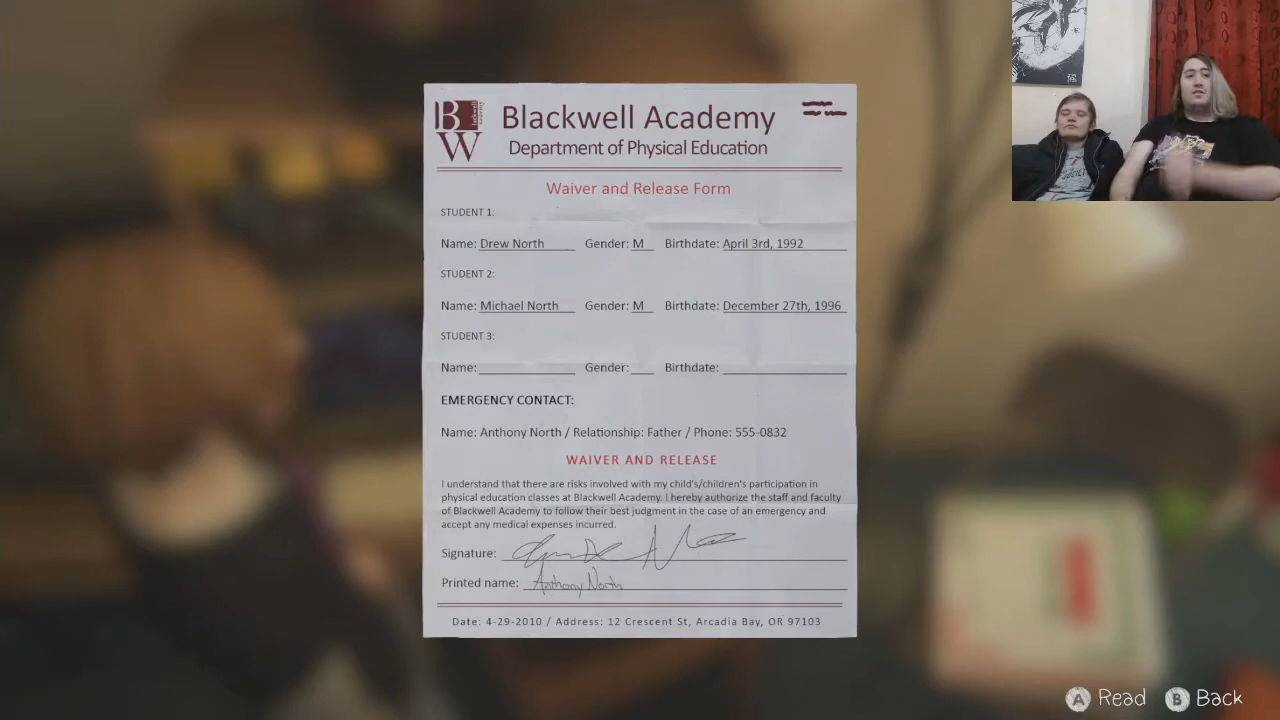 BW
Blackwell Academy
Department of Physical Education
Waiver and Release Form
STUDENT 1:
Name: Drew North Gender: M Birthdate: April 3rd, 1992
STUDENT 2:
Name: Michael North Gender: M Birthdate: December 27th, 1996
STUDENT 3:
Name: Gender: Birthdate:
EMERGENCY CONTACT:
Name: Anthony North / Relationship: Father / Phone: 555-0832
WAIVER AND RELEASE
I understand that there are risks involved with my child's/children's participation in
physical education classes at Blackwell Academy. I hereby authorize the staff and faculty
of Blackwell Academy to follow their best judgment in the case of an emergency and
accept any medical expenses incurred.
Signature:
Printed name: Anthony North
Date: 4-29-2010 / Address: 12 Crescent St, Arcadia Bay, OR 97103
A Read B Back